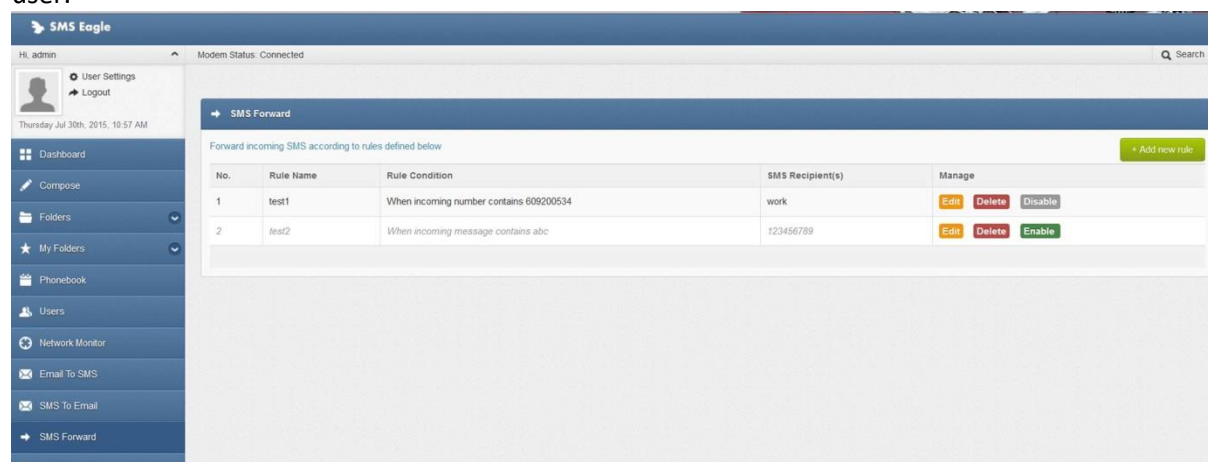 user.
SMS Eagle
Hi, admin
Modem Status: Connected
Search
User Settings
Logout
Thursday Jul 30th, 2015, 10:57 AM
SMS Forward
Forward incoming SMS according to rules defined below
+ Add new rule
No. Rule Name Rule Condition SMS Recipient(s) Manage
1 test1 When incoming number contains 609200534 work Edit Delete Disable
2 test2 When incoming message contains abc 123456789 Edit Delete Enable
Dashboard
Compose
Folders
My Folders
Phonebook
Users
Network Monitor
Email To SMS
SMS To Email
SMS Forward